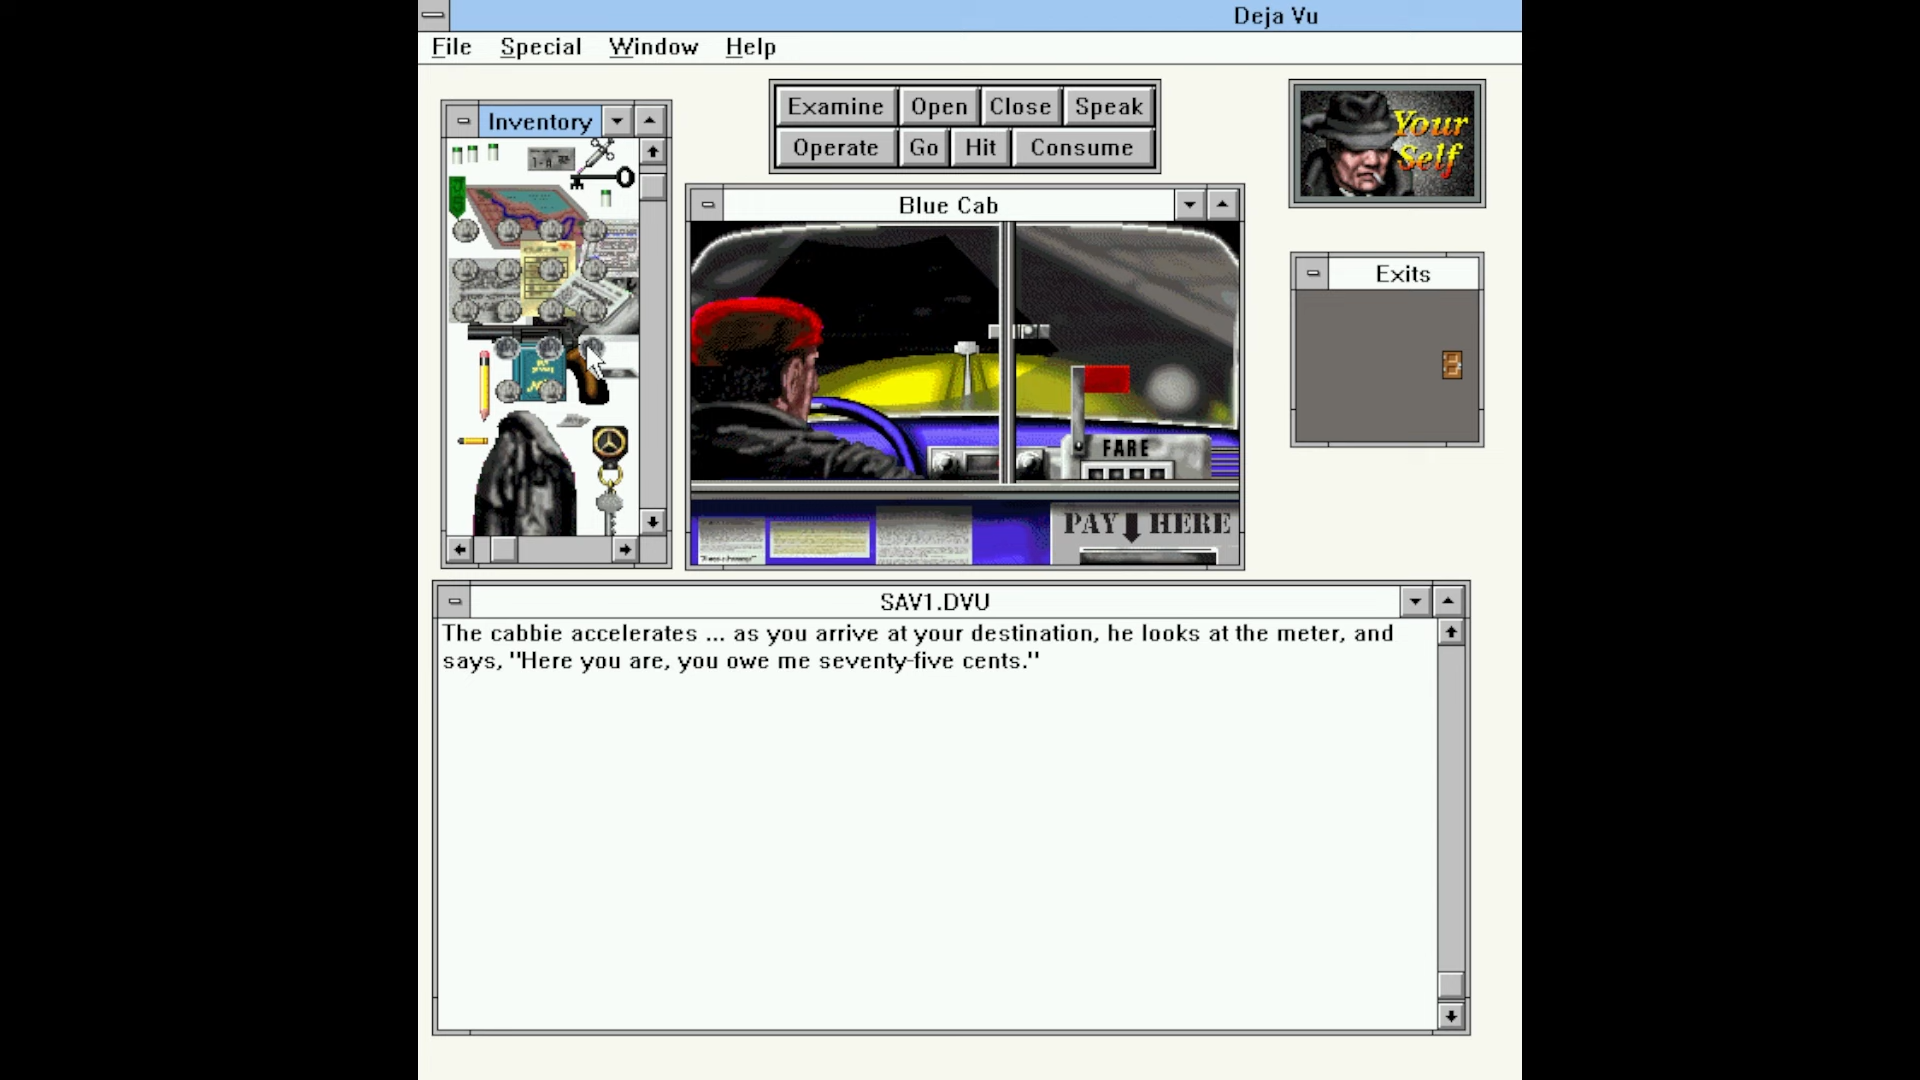 Deja Vu
File Special Window Help
Inventory
Examine Open Close Speak
Operate Go Hit Consume
Your
Self
Blue Cab
Exits
FARE
PAY HERE
SAV1.DVU
The cabbie accelerates ... as you arrive at your destination, he looks at the meter, and
says, "Here you are, you owe me seventy-five cents."